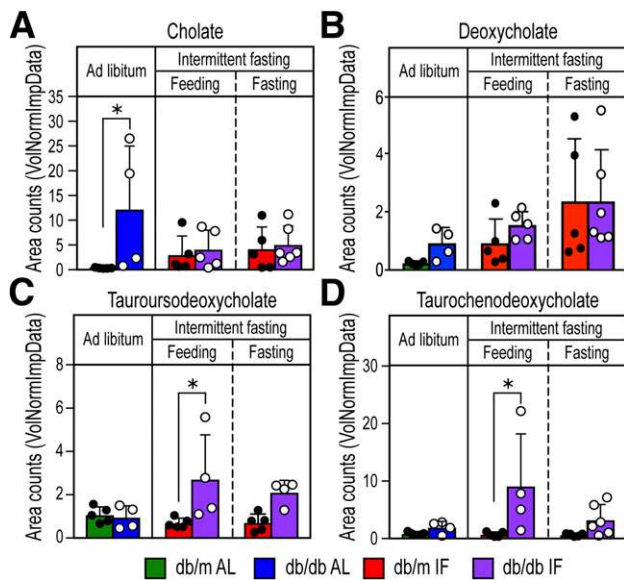 A
Cholate
Ad libitum
Intermittent fasting
Feeding
Fasting
Area counts (VolNormImpData)
35
30
25
20
15
10
5
0
*
B
Deoxycholate
Ad libitum
Intermittent fasting
Feeding
Fasting
Area counts (VolNormImpData)
6
4
2
0
C
Tauroursodeoxycholate
Ad libitum
Intermittent fasting
Feeding
Fasting
Area counts (VolNormImpData)
8
6
4
2
0
*
D
Taurochenodeoxycholate
Ad libitum
Intermittent fasting
Feeding
Fasting
Area counts (VolNormImpData)
30
20
10
0
*
db/m AL
db/db AL
db/m IF
db/db IF